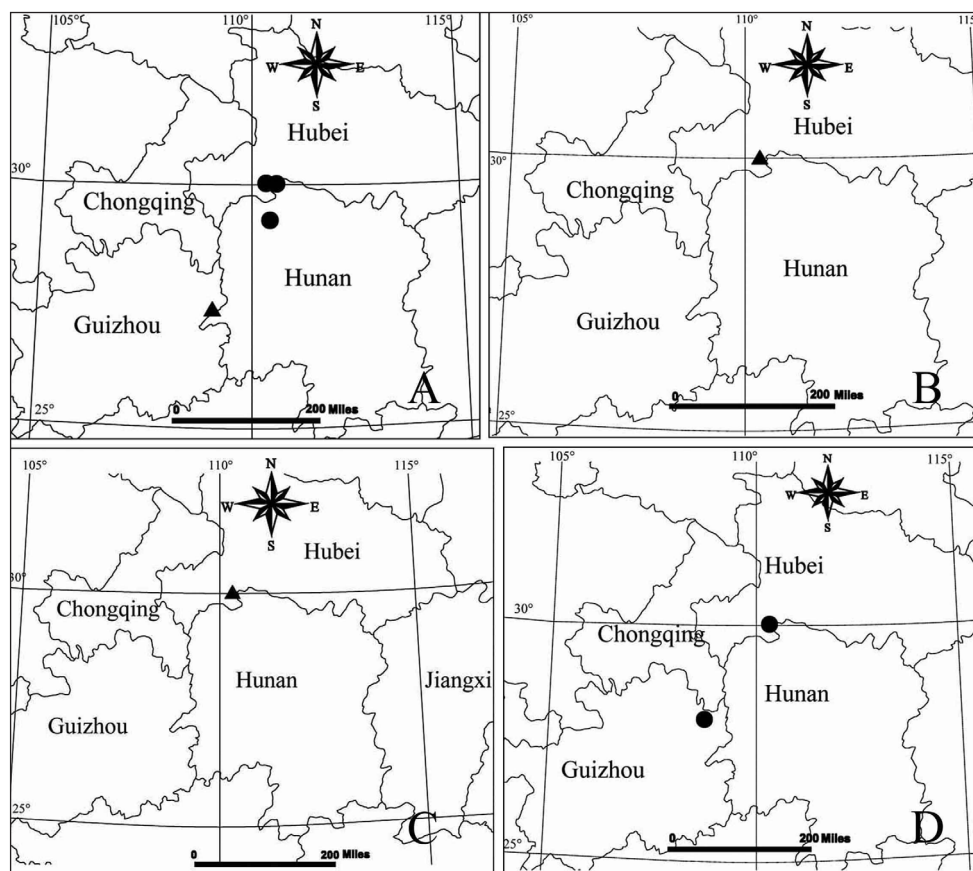 105° 110° 115°
N
W E
S
Hubei
30°
Chongqing
Hunan
Guizhou
A
0 200 Miles
25°
110° 115
N
W E
S
Hubei
30°
Chongqing
Hunan
Guizhou
B
0 200 Miles
25°
105° 110° 115°
N
W E
S
Hubei
30°
Chongqing
Hunan Jiangxi
Guizhou
25°
C
200 Miles
105° 110° 115°
N
W E
S
Hubei
30°
Chongqing
Hunan
Guizhou
D
0 200 Miles
25°